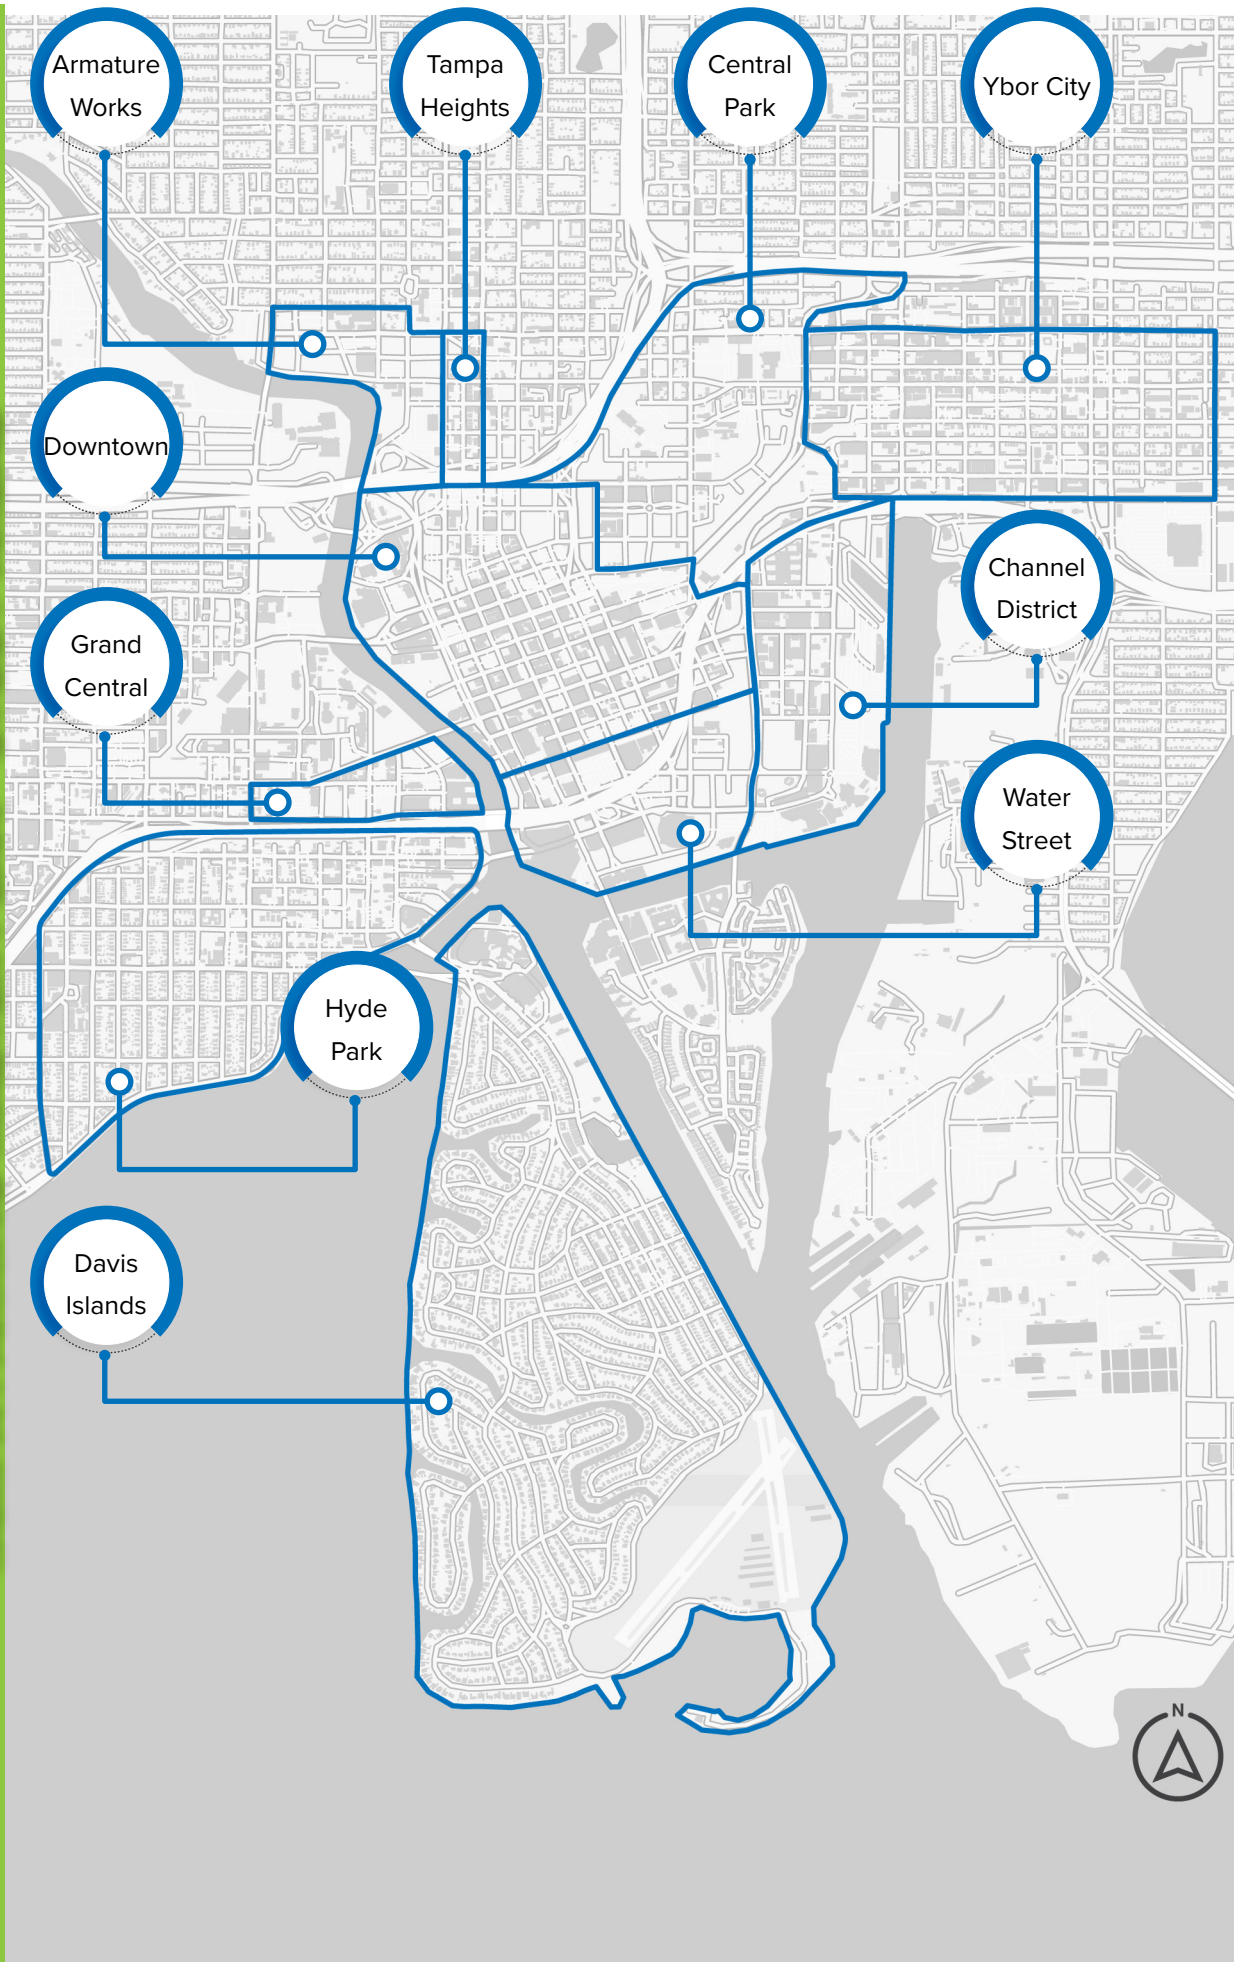 Armature
Works
Tampa
Heights
Central
Park
Ybor City
Downtown
Channel
District
Grand
Central
Water
Street
Hyde
Park
Davis
Islands
N